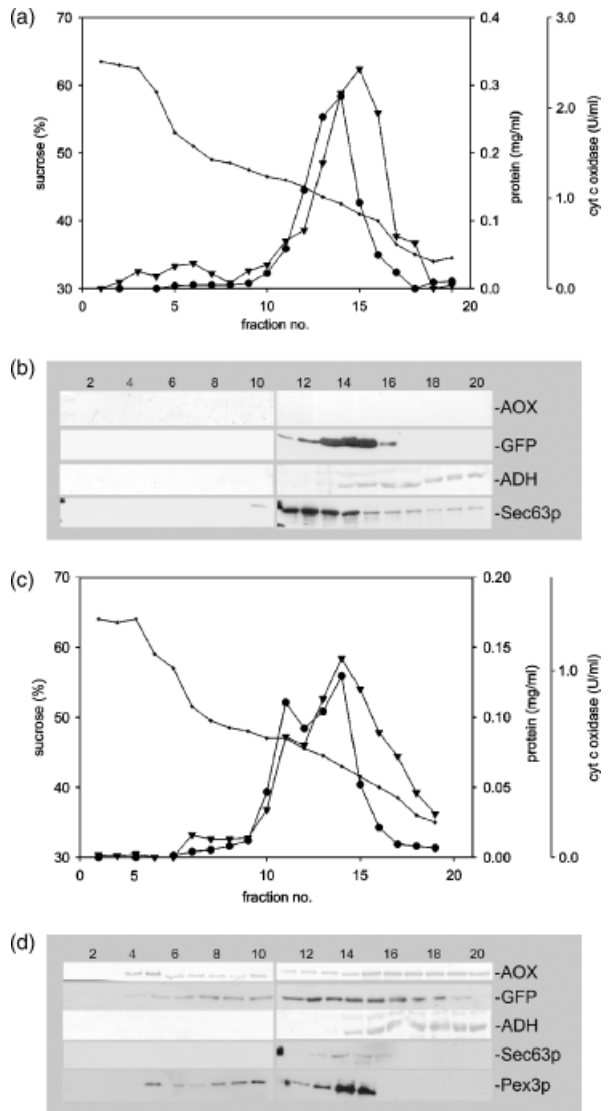 (a)
70 0.4 3.0
60 0.3
2.0
50 0.2
1.0
40 0.1
30 0.0 0.0
0 5 10 15 20
sucrose (%)
protein (mg/ml)
cyt c oxidase (U/ml)
fraction no.
(b)
2 4 6 8 10 12 14 16 18 20
-AOX
-GFP
-ADH
-Sec63p
(c)
70 0.20
60 0.15
1.0
50 0.10
40 0.05
30 0.00 0.0
0 5 10 15 20
sucrose (%)
protein (mg/ml)
cyt c oxidase (U/ml)
fraction no.
(d)
2 4 6 8 10 12 14 16 18 20
-AOX
-GFP
-ADH
-Sec63p
-Pex3p